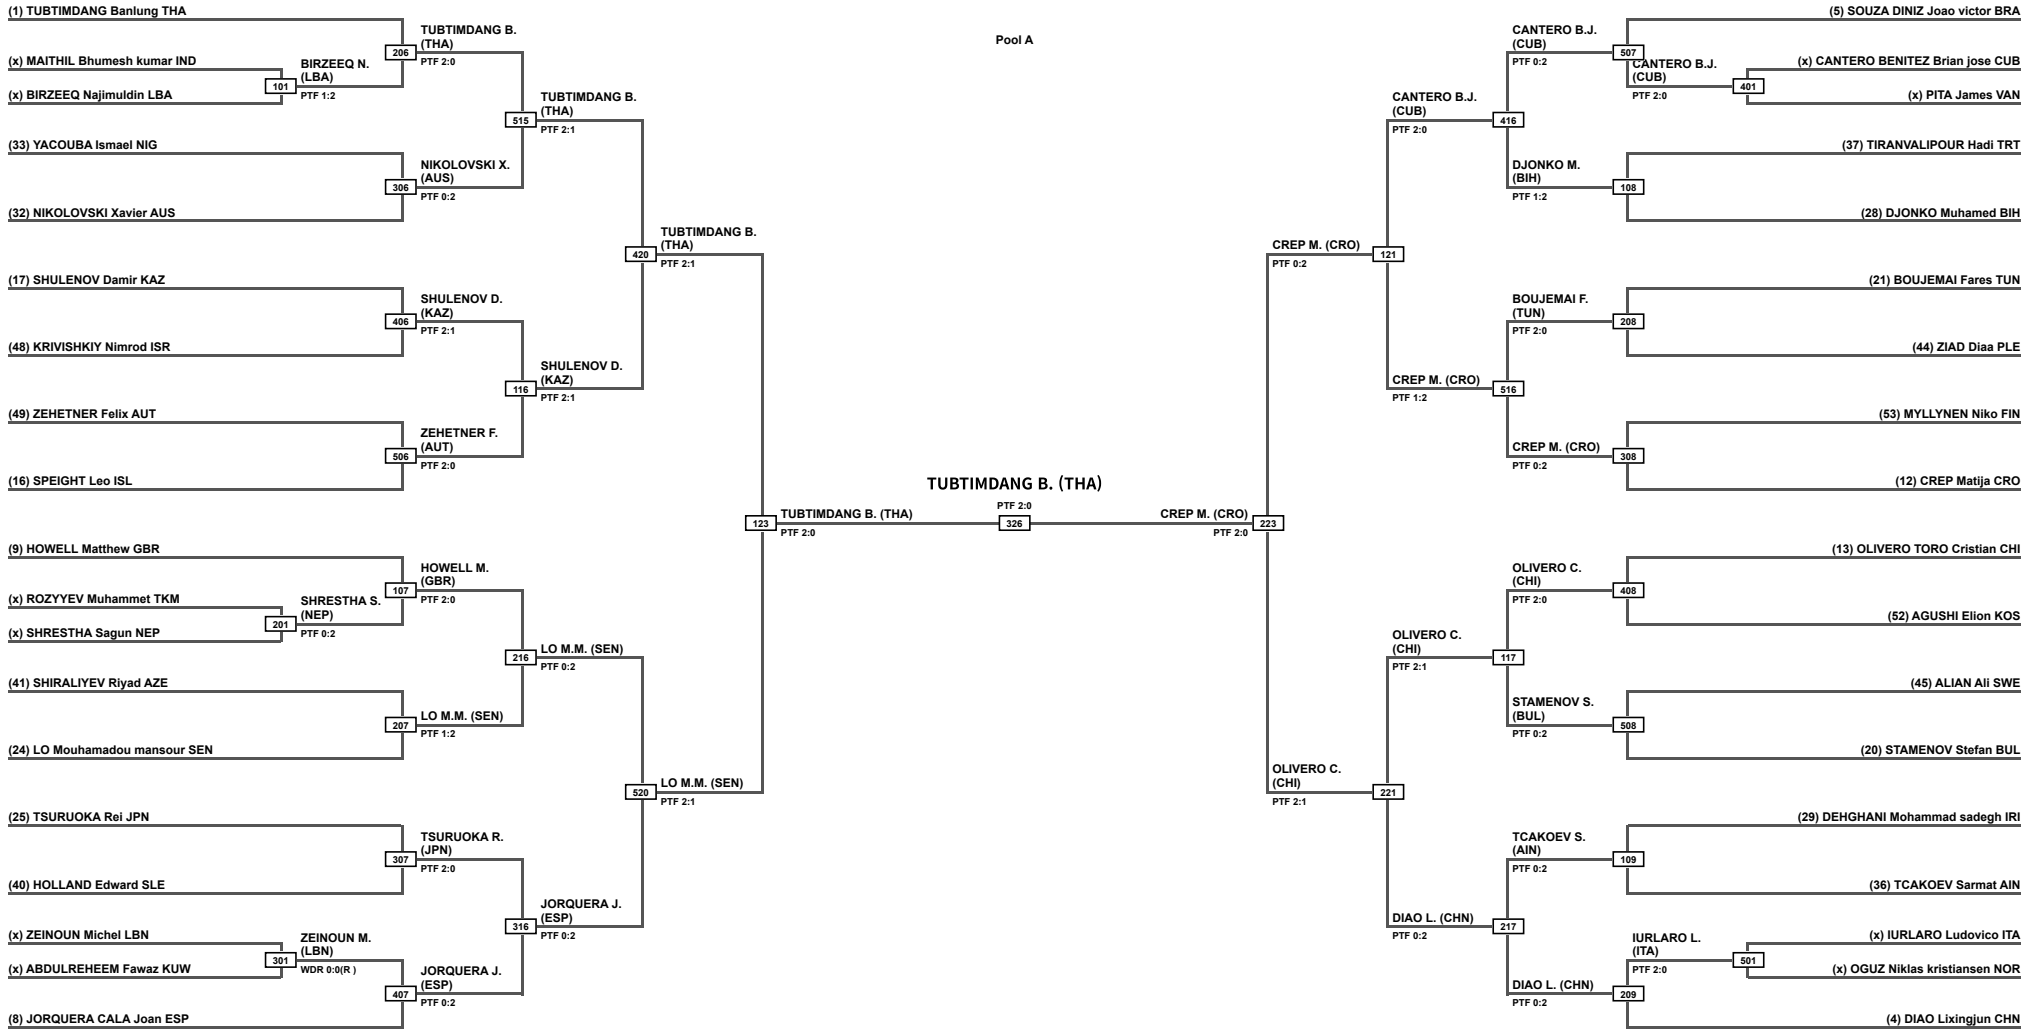 (1) TUBTIMDANG Banlung THA
(x) MAITHIL Bhumesh kumar IND
(x) BIRZEEQ Najimuldin LBA
(33) YACOUBA Ismael NIG
(32) NIKOLOVSKI Xavier AUS
(17) SHULENOV Damir KAZ
(48) KRIVISHKIY Nimrod ISR
(49) ZEHETNER Felix AUT
(16) SPEIGHT Leo ISL
(9) HOWELL Matthew GBR
(x) ROZYYEV Muhammet TKM
(x) SHRESTHA Sagun NEP
(41) SHIRALIYEV Riyad AZE
(24) LO Mouhamadou mansour SEN
(25) TSURUOKA Rei JPN
(40) HOLLAND Edward SLE
(x) ZEINOUN Michel LBN
(x) ABDULREHEEM Fawaz KUW
(8) JORQUERA CALA Joan ESP
101
BIRZEEQ N.
(LBA)
PTF 1:2
201
SHRESTHA S.
(NEP)
PTF 0:2
301
ZEINOUN M.
(LBN)
WDR 0:0(R )
206
TUBTIMDANG B.
(THA)
PTF 2:0
306
NIKOLOVSKI X.
(AUS)
PTF 0:2
406
SHULENOV D.
(KAZ)
PTF 2:1
506
ZEHETNER F.
(AUT)
PTF 2:0
107
HOWELL M.
(GBR)
PTF 2:0
207
LO M.M. (SEN)
PTF 1:2
307
TSURUOKA R.
(JPN)
PTF 2:0
407
JORQUERA J.
(ESP)
PTF 0:2
515
TUBTIMDANG B.
(THA)
PTF 2:1
116
SHULENOV D.
(KAZ)
PTF 2:1
216
LO M.M. (SEN)
PTF 0:2
316
JORQUERA J.
(ESP)
PTF 0:2
420
TUBTIMDANG B.
(THA)
PTF 2:1
520
LO M.M. (SEN)
PTF 2:1
123
TUBTIMDANG B. (THA)
PTF 2:0
Pool A
TUBTIMDANG B. (THA)
PTF 2:0
326
CREP M. (CRO)
PTF 2:0
223
CREP M. (CRO)
PTF 0:2
121
OLIVERO C.
(CHI)
PTF 2:1
221
CANTERO B.J.
(CUB)
PTF 2:0
416
CREP M. (CRO)
PTF 1:2
516
OLIVERO C.
(CHI)
PTF 2:1
117
DIAO L. (CHN)
PTF 0:2
217
CANTERO B.J.
(CUB)
PTF 0:2
507
DJONKO M.
(BIH)
PTF 1:2
108
BOUJEMAI F.
(TUN)
PTF 2:0
208
CREP M. (CRO)
PTF 0:2
308
OLIVERO C.
(CHI)
PTF 2:0
408
STAMENOV S.
(BUL)
PTF 0:2
508
TCAKOEV S.
(AIN)
PTF 0:2
109
DIAO L. (CHN)
PTF 0:2
209
CANTERO B.J.
(CUB)
PTF 2:0
401
IURLARO L.
(ITA)
PTF 2:0
501
(5) SOUZA DINIZ Joao victor BRA
(x) CANTERO BENITEZ Brian jose CUB
(x) PITA James VAN
(37) TIRANVALIPOUR Hadi TRT
(28) DJONKO Muhamed BIH
(21) BOUJEMAI Fares TUN
(44) ZIAD Diaa PLE
(53) MYLLYNEN Niko FIN
(12) CREP Matija CRO
(13) OLIVERO TORO Cristian CHI
(52) AGUSHI Elion KOS
(45) ALIAN Ali SWE
(20) STAMENOV Stefan BUL
(29) DEHGHANI Mohammad sadegh IRI
(36) TCAKOEV Sarmat AIN
(x) IURLARO Ludovico ITA
(x) OGUZ Niklas kristiansen NOR
(4) DIAO Lixingjun CHN